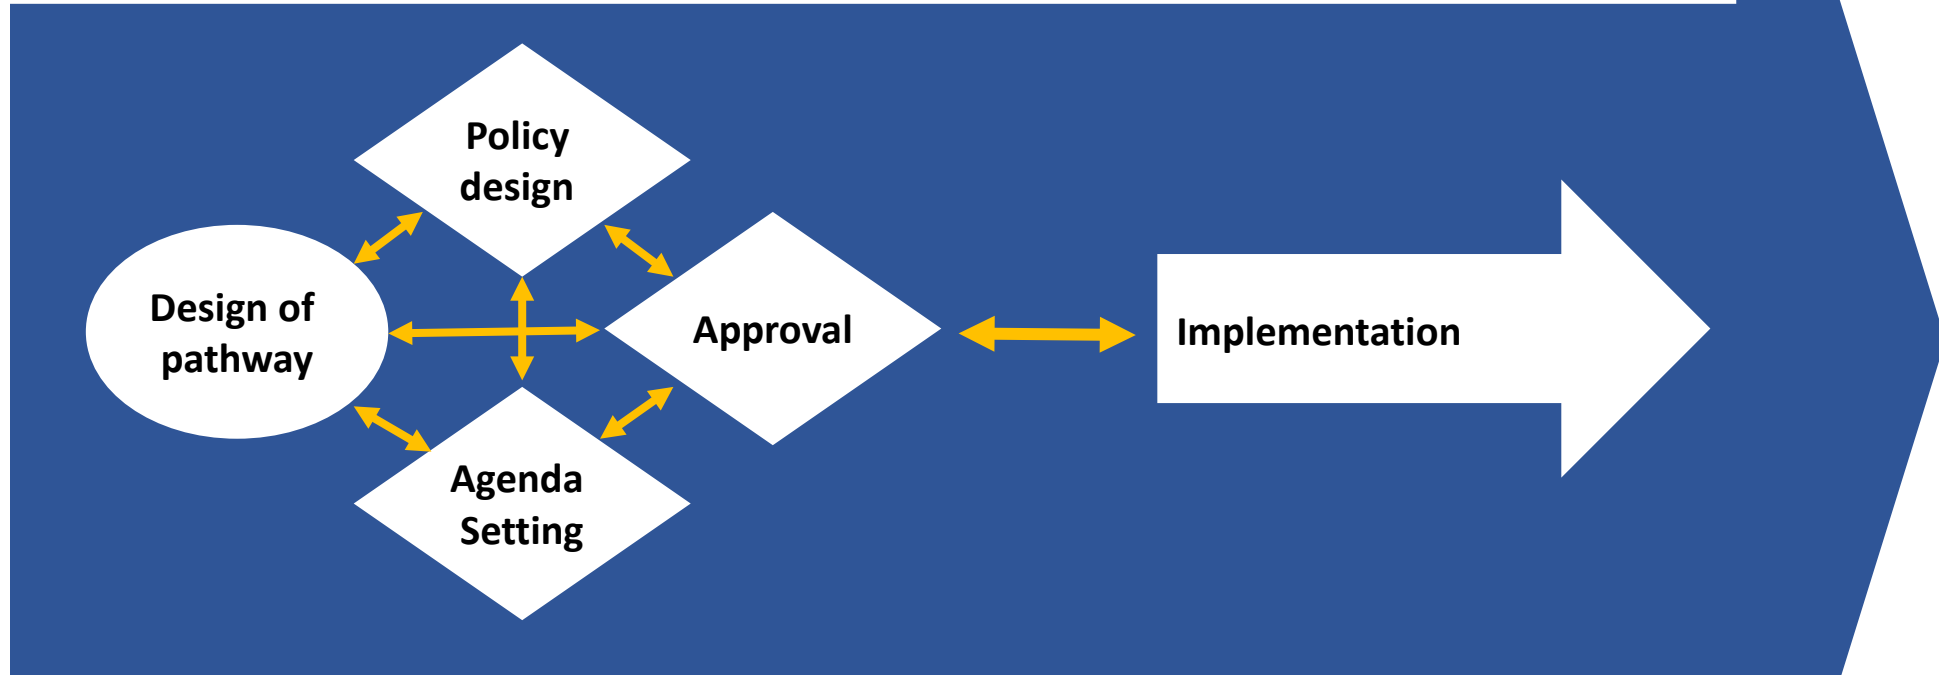 Policy
design
Design of
pathway
Approval
Implementation
Agenda
Setting